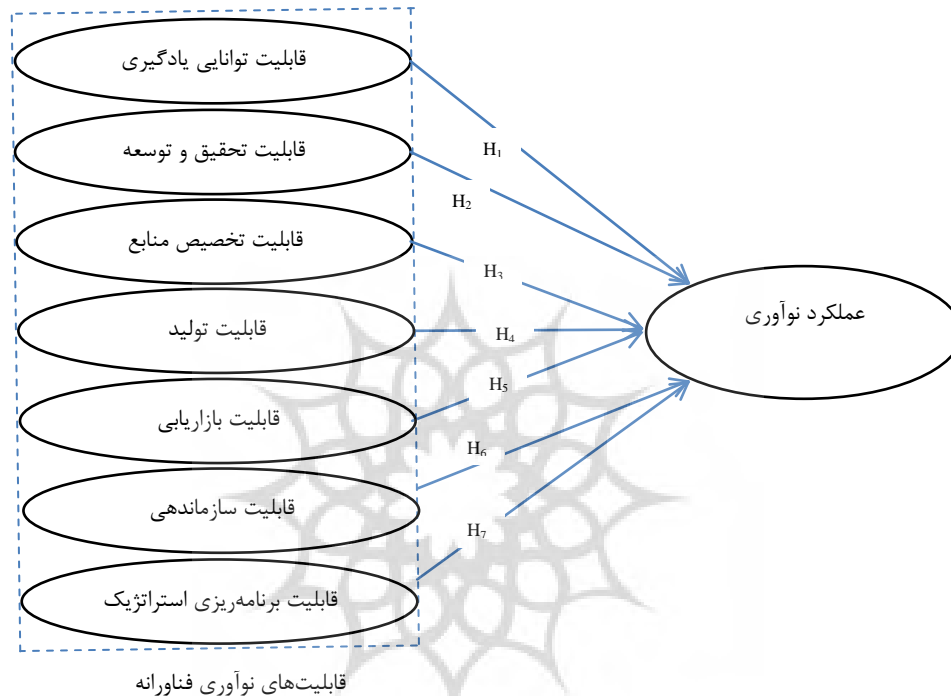 قابلیت توانایی یادگیری
قابلیت تحقیق و توسعه
قابلیت تخصیص منابع
قابلیت تولید
قابلیت بازاریابی
قابلیت سازماندهی
قابلیت برنامه‌ریزی استراتژیک
قابلیت‌های نوآوری فناورانه
H₁
H₂
H₃
H₄
H₅
H₆
H₇
عملکرد نوآوری